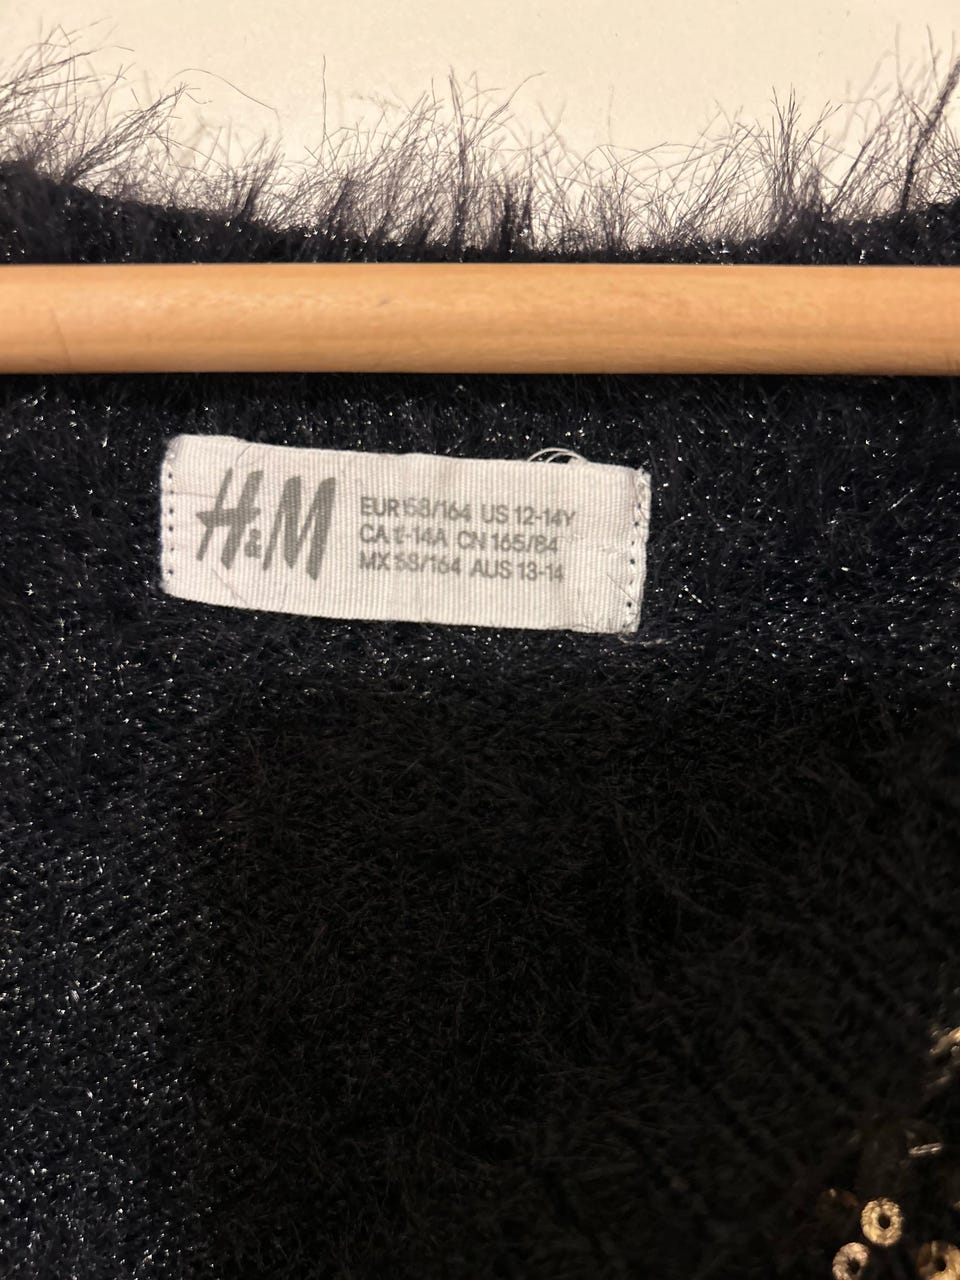 H&M
EUR 158/164 US 12-14Y
CA 12-14A CN 165/84
MX 158/164 AUS 13-14